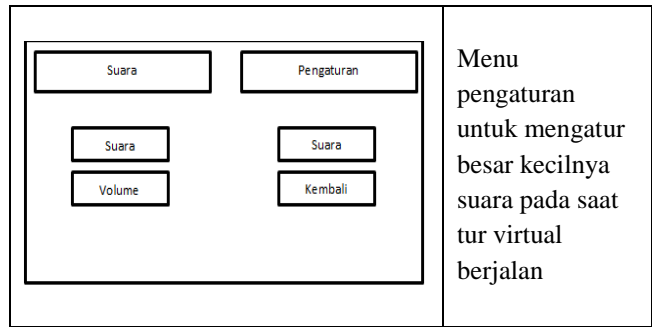 Suara
Pengaturan
Suara
Suara
Volume
Kembali
Menu
pengaturan
untuk mengatur
besar kecilnya
suara pada saat
tur virtual
berjalan